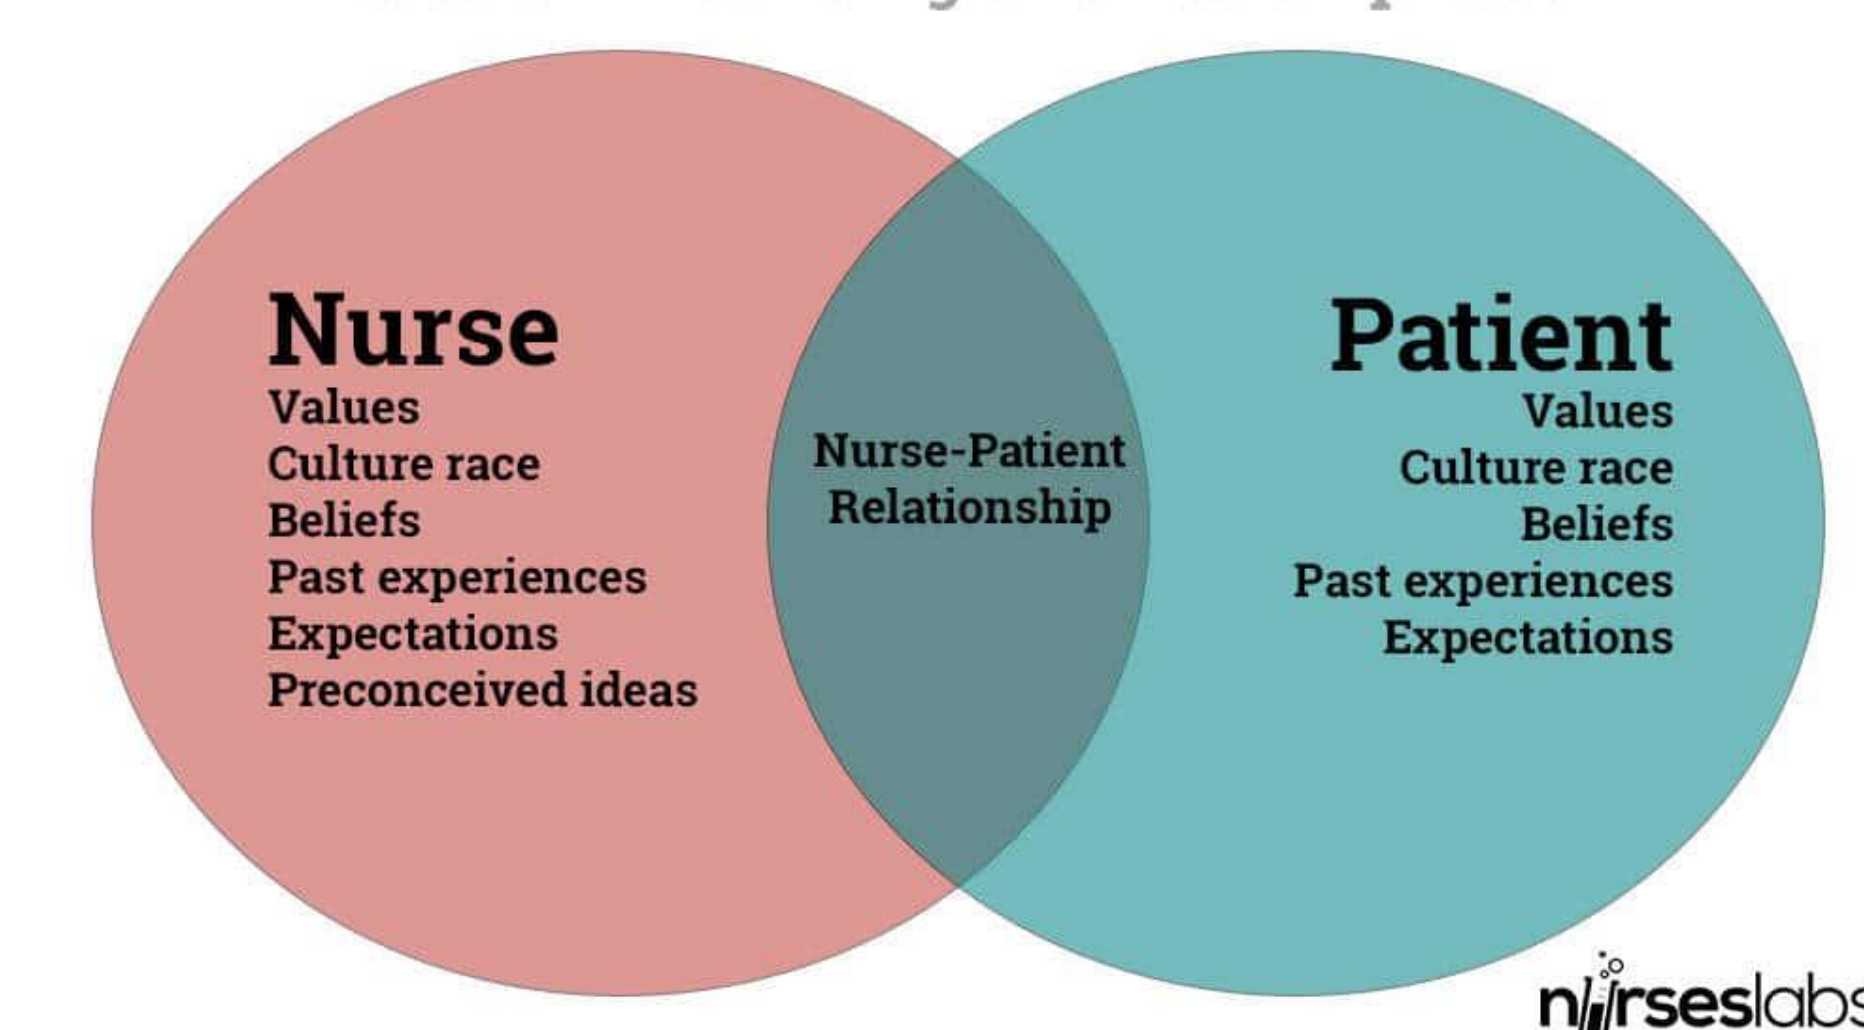 Nurse
Values
Culture race
Beliefs
Past experiences
Expectations
Preconceived ideas
Nurse-Patient
Relationship
Patient
Values
Culture race
Beliefs
Past experiences
Expectations
nurseslabs